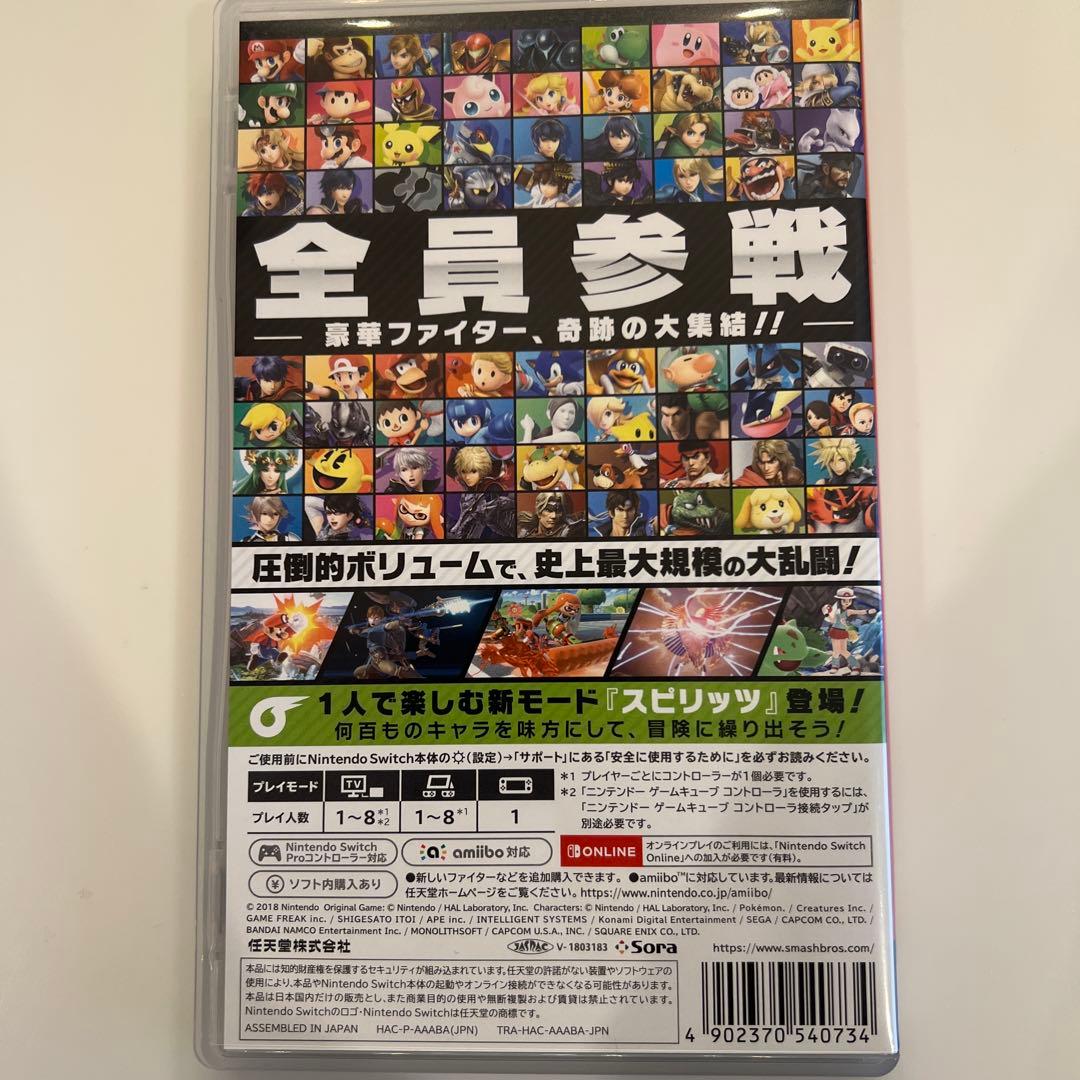 全員参戦
豪華ファイター、奇跡の大集結!!
圧倒的ボリュームで、史上最大規模の大乱闘!
1人で楽しむ新モード『スピリッツ』登場!
何百ものキャラを味方にして、冒険に繰り出そう!
ご使用前にNintendo Switch本体の(設定)→「サポート」にある「安全に使用するために」を必ずお読みください。
プレイモード TV
プレイ人数 1〜8 *1 *2 1〜8 *1 1
*1 プレイヤーごとにコントローラーが1個必要です。
*2 「ニンテンドー ゲームキューブ コントローラ」を使用するには、
「ニンテンドー ゲームキューブ コントローラ接続タップ」が
別途必要です。
Nintendo Switch
Proコントローラー対応
amiibo 対応
ONLINE
オンラインプレイのご利用には、「Nintendo Switch
Online」への加入が必要です(有料)。
¥ ソフト内購入あり
●新しいファイターなどを追加購入できます。 ●amiibo™に対応しています。最新情報については
任天堂ホームページをご覧ください。https://www.nintendo.co.jp/amiibo/
© 2018 Nintendo Original Game: © Nintendo / HAL Laboratory, Inc. Characters: © Nintendo / HAL Laboratory, Inc. / Pokémon. / Creatures Inc. /
GAME FREAK inc. / SHIGESATO ITOI / APE inc. / INTELLIGENT SYSTEMS / Konami Digital Entertainment / SEGA / CAPCOM CO., LTD. /
BANDAI NAMCO Entertainment Inc. / MONOLITHSOFT / CAPCOM U.S.A., INC. / SQUARE ENIX CO., LTD.
任天堂株式会社
JASRAC V-1803183 Sora https://www.smashbros.com/
本品には知的財産権を保護するセキュリティが組み込まれています。任天堂の許諾がない装置やソフトウェアの
使用により、本品やNintendo Switch本体の起動やオンライン接続ができなくなる可能性があります。
本品は日本国内だけの販売とし、また商業目的の使用や無断複製および賃貸は禁止されています。
Nintendo Switchのロゴ・Nintendo Switchは任天堂の商標です。
ASSEMBLED IN JAPAN HAC-P-AAABA(JPN) TRA-HAC-AAABA-JPN
4 902370 540734